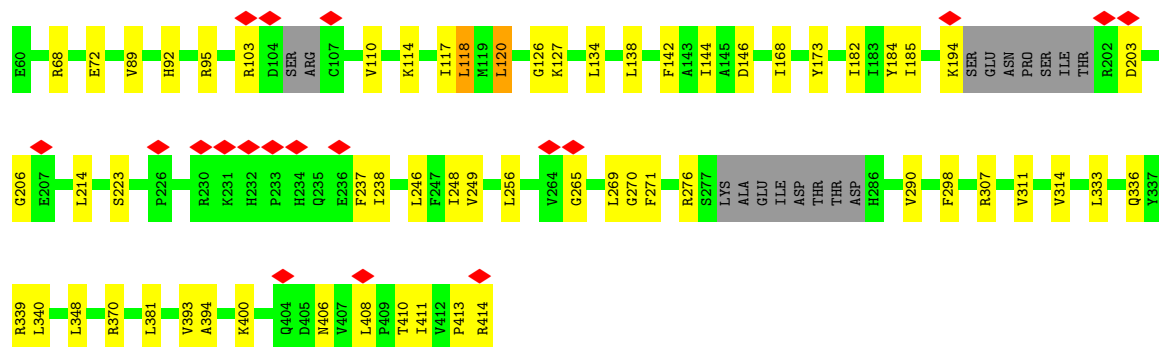 E60 R68 E72 V89 H92 R95 R103 D104 SER ARG C107 V110 K114 I117 L118 M119 L120 G126 K127 L134 L138 F142 A143 I144 A145 D146 I168 Y173 I182 I183 Y184 I185 K194 SER GLU ASN PRO SER ILE THR R202 D203
G206 E207 L214 S223 P226 R230 K231 H232 P233 H234 Q235 E236 F237 I238 L246 F247 I248 V249 L256 V264 G265 L269 G270 F271 R276 S277 LYS ALA GLU ILE ASP THR THR ASP H286 V290 F298 R307 V311 V314 L333 Q336 Y337
R339 L340 L348 R370 L381 V393 A394 K400 Q404 D405 N406 V407 L408 P409 T410 I411 V412 P413 R414